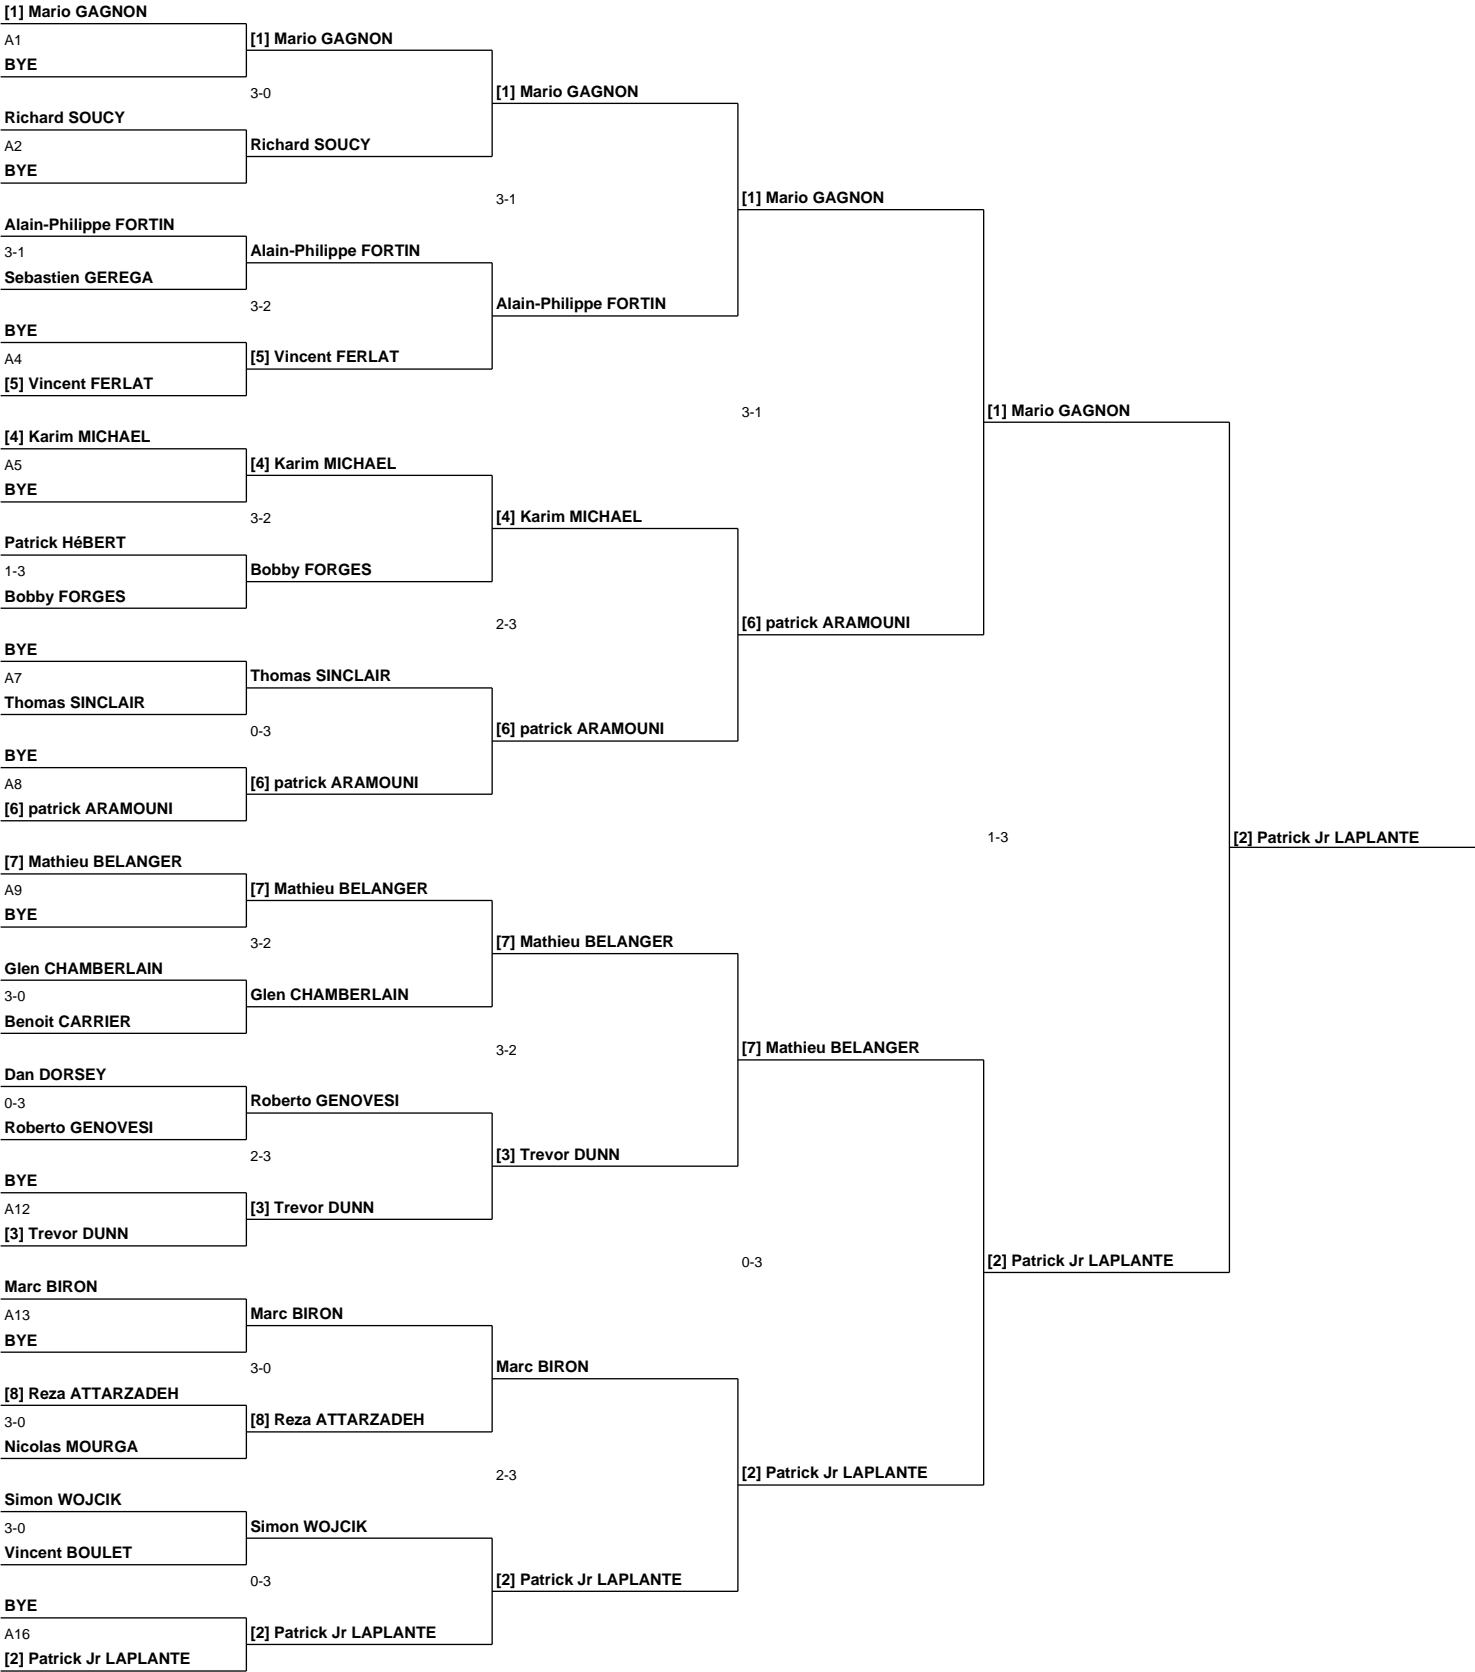 [1] Mario GAGNON
A1
BYE
Richard SOUCY
A2
BYE
Alain-Philippe FORTIN
3-1
Sebastien GEREGA
BYE
A4
[5] Vincent FERLAT
[4] Karim MICHAEL
A5
BYE
Patrick HéBERT
1-3
Bobby FORGES
BYE
A7
Thomas SINCLAIR
BYE
A8
[6] patrick ARAMOUNI
[7] Mathieu BELANGER
A9
BYE
Glen CHAMBERLAIN
3-0
Benoit CARRIER
Dan DORSEY
0-3
Roberto GENOVESI
BYE
A12
[3] Trevor DUNN
Marc BIRON
A13
BYE
[8] Reza ATTARZADEH
3-0
Nicolas MOURGA
Simon WOJCIK
3-0
Vincent BOULET
BYE
A16
[2] Patrick Jr LAPLANTE
[1] Mario GAGNON
3-0
Richard SOUCY
Alain-Philippe FORTIN
3-2
[5] Vincent FERLAT
[4] Karim MICHAEL
3-2
Bobby FORGES
Thomas SINCLAIR
0-3
[6] patrick ARAMOUNI
[7] Mathieu BELANGER
3-2
Glen CHAMBERLAIN
Roberto GENOVESI
2-3
[3] Trevor DUNN
Marc BIRON
3-0
[8] Reza ATTARZADEH
Simon WOJCIK
0-3
[2] Patrick Jr LAPLANTE
[1] Mario GAGNON
3-1
Alain-Philippe FORTIN
[4] Karim MICHAEL
2-3
[6] patrick ARAMOUNI
[7] Mathieu BELANGER
3-2
[3] Trevor DUNN
Marc BIRON
2-3
[2] Patrick Jr LAPLANTE
[1] Mario GAGNON
3-1
[6] patrick ARAMOUNI
[7] Mathieu BELANGER
0-3
[2] Patrick Jr LAPLANTE
[1] Mario GAGNON
1-3
[2] Patrick Jr LAPLANTE
[2] Patrick Jr LAPLANTE